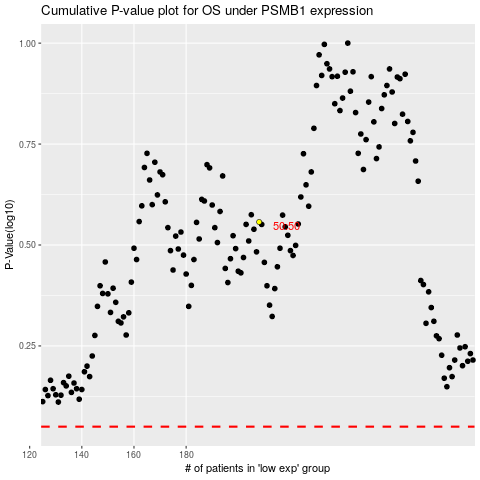 Cumulative P-value plot for OS under PSMB1 expression
P-Value(log10)
1.00
0.75
0.50
0.25
50-50
120 140 160 180
# of patients in 'low exp' group